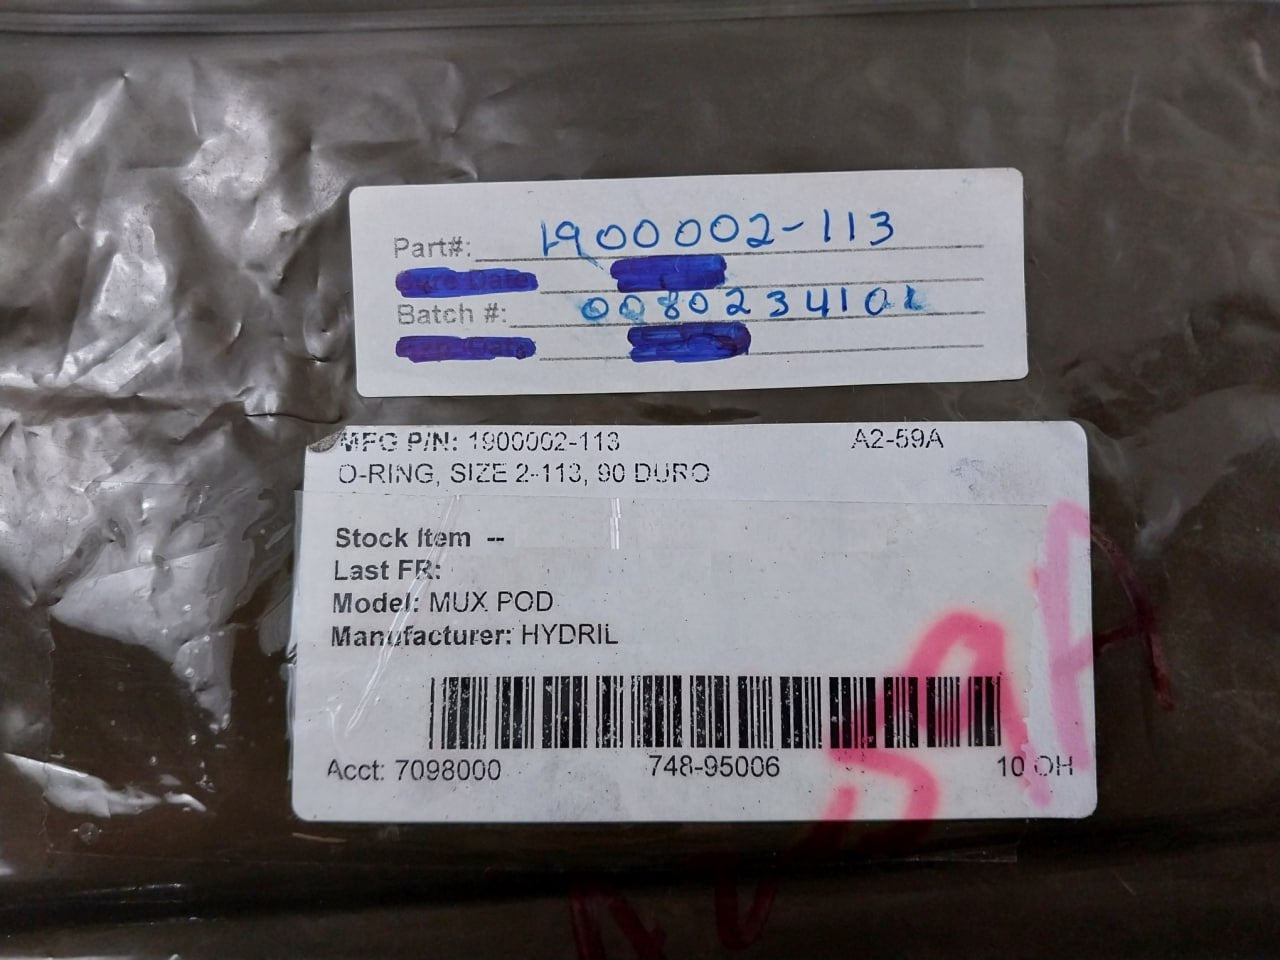 Part#: 1900002-113
Batch #: 0080234101
MFG P/N: 1900002-113 A2-59A
O-RING, SIZE 2-113, 90 DURO
Stock Item --
Last FR:
Model: MUX POD
Manufacturer: HYDRIL
Acct: 7098000 748-95006 10 OH